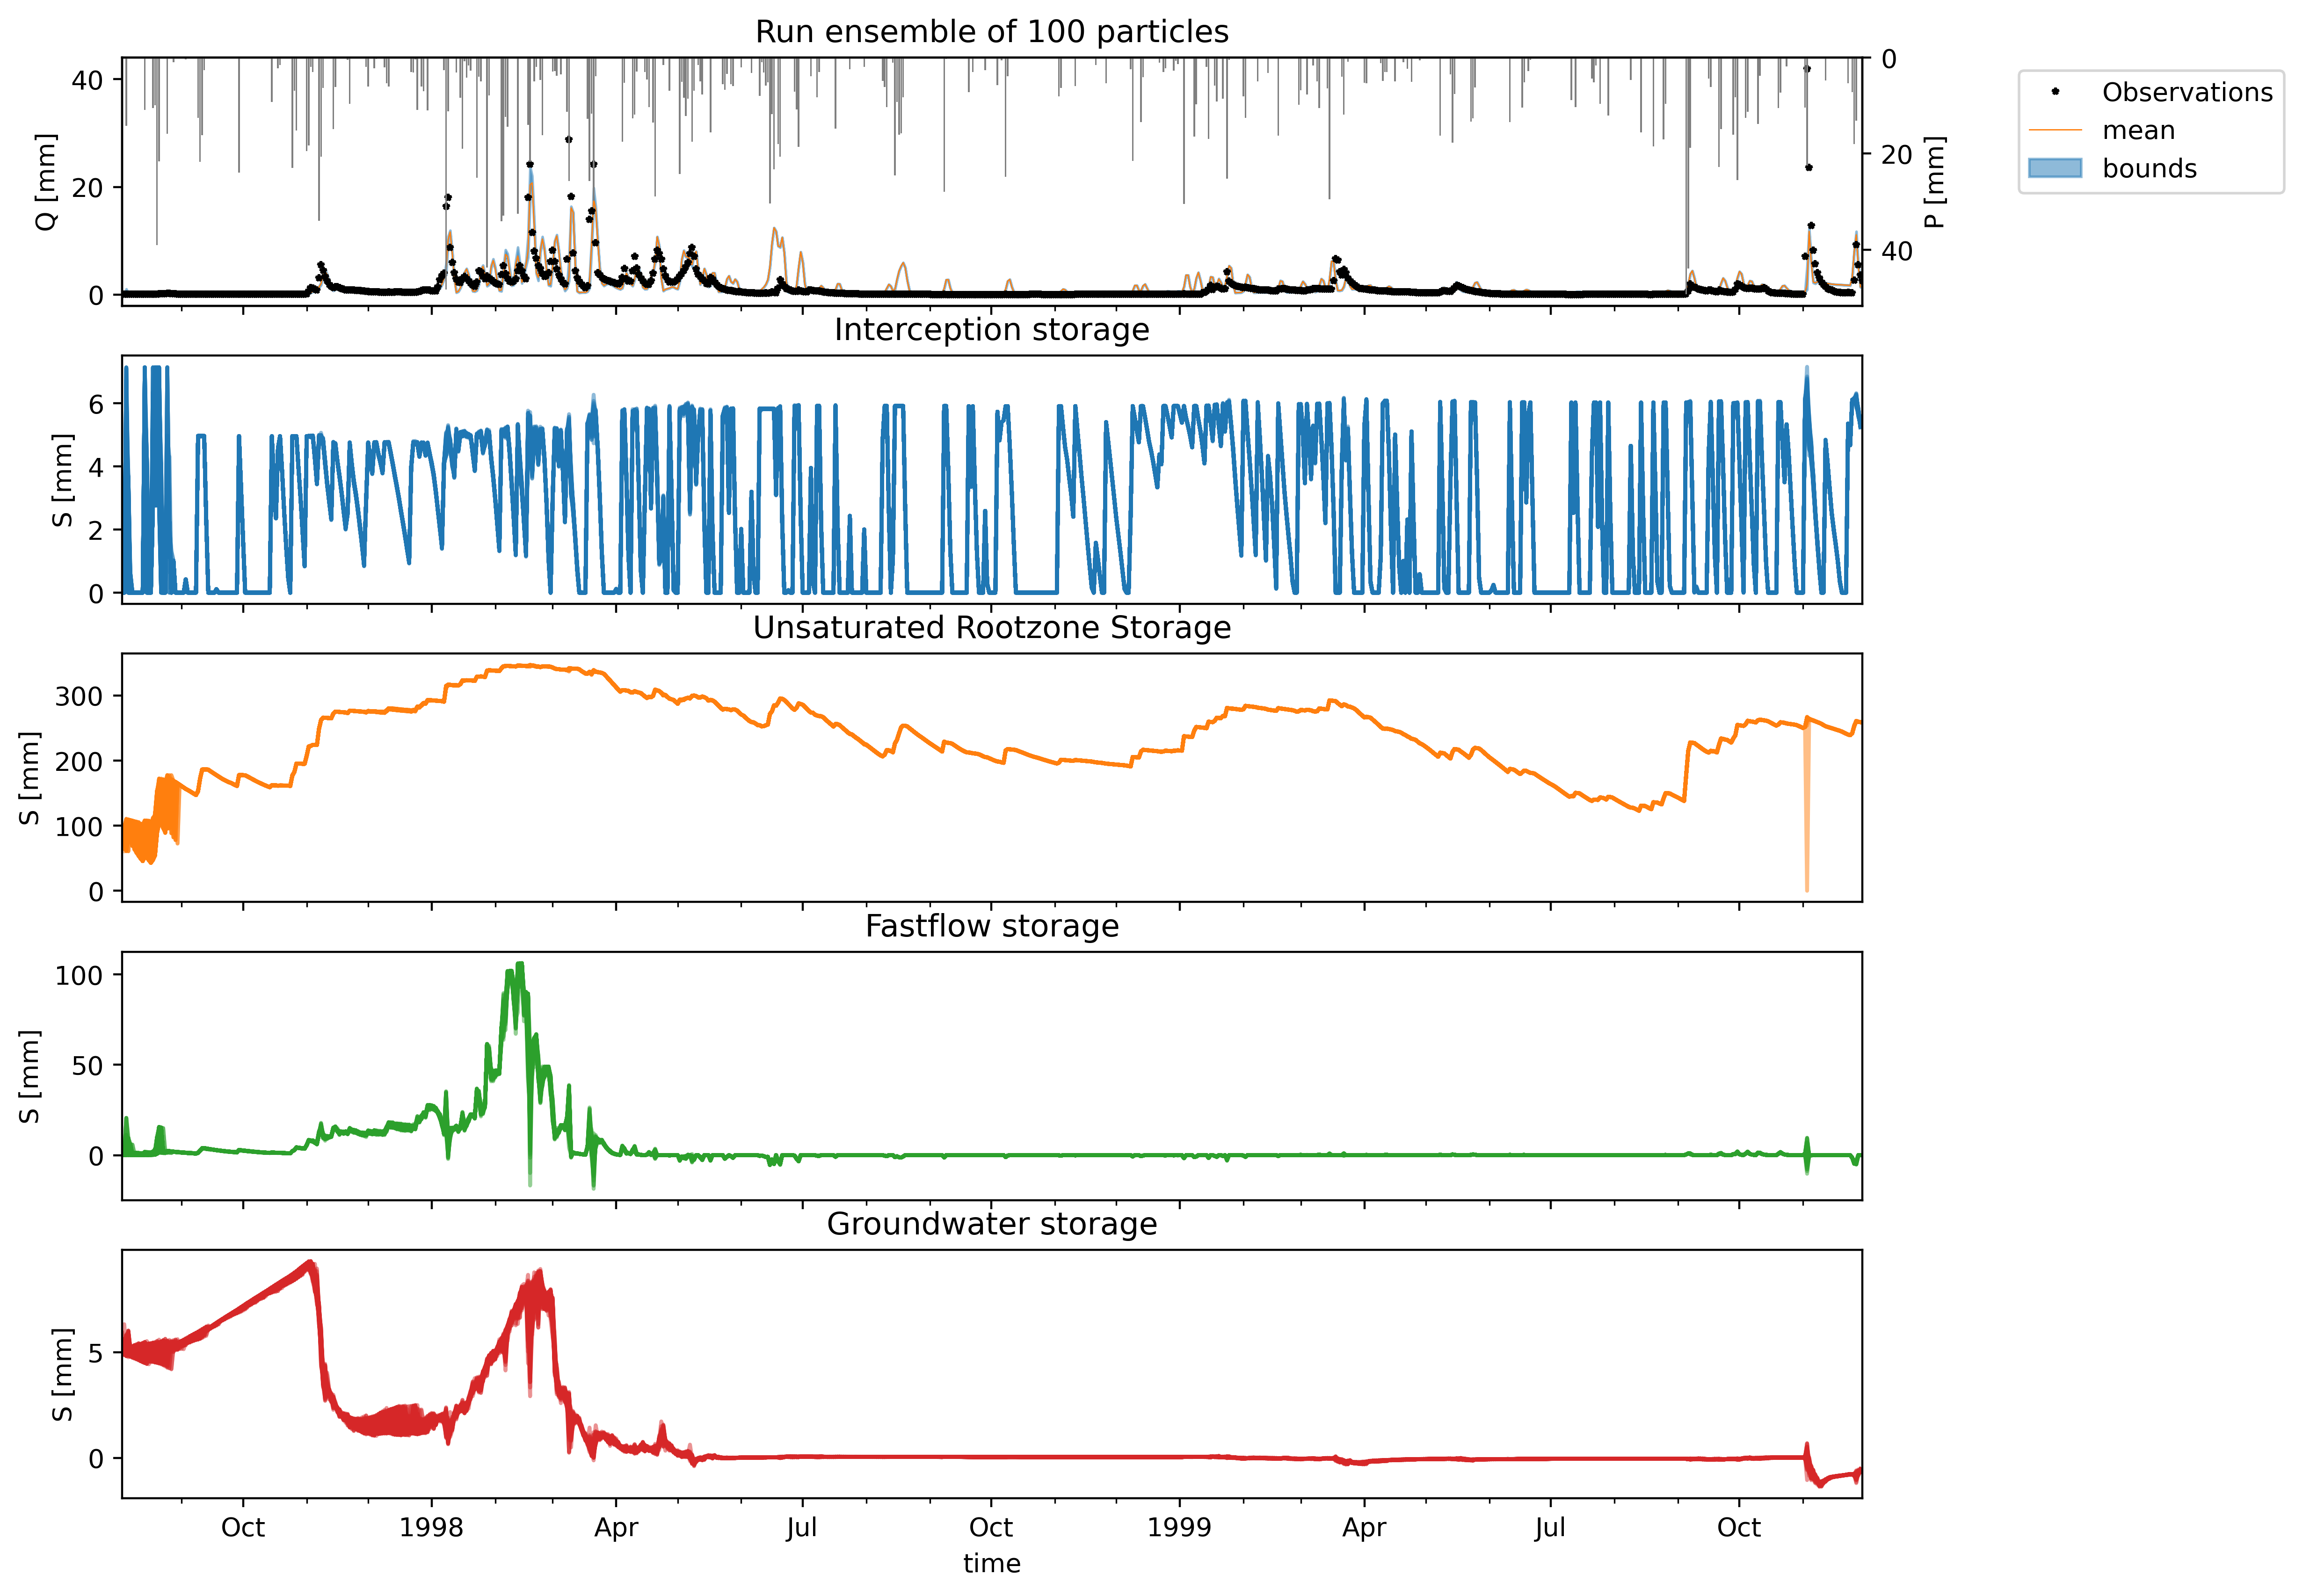 Run ensemble of 100 particles
40
20
0
Q [mm]
0
20
40
P [mm]
Observations
mean
bounds
Interception storage
6
4
2
0
S [mm]
Unsaturated Rootzone Storage
300
200
100
0
S [mm]
Fastflow storage
100
50
0
S [mm]
Groundwater storage
5
0
S [mm]
Oct 1998 Apr Jul Oct 1999 Apr Jul Oct
time